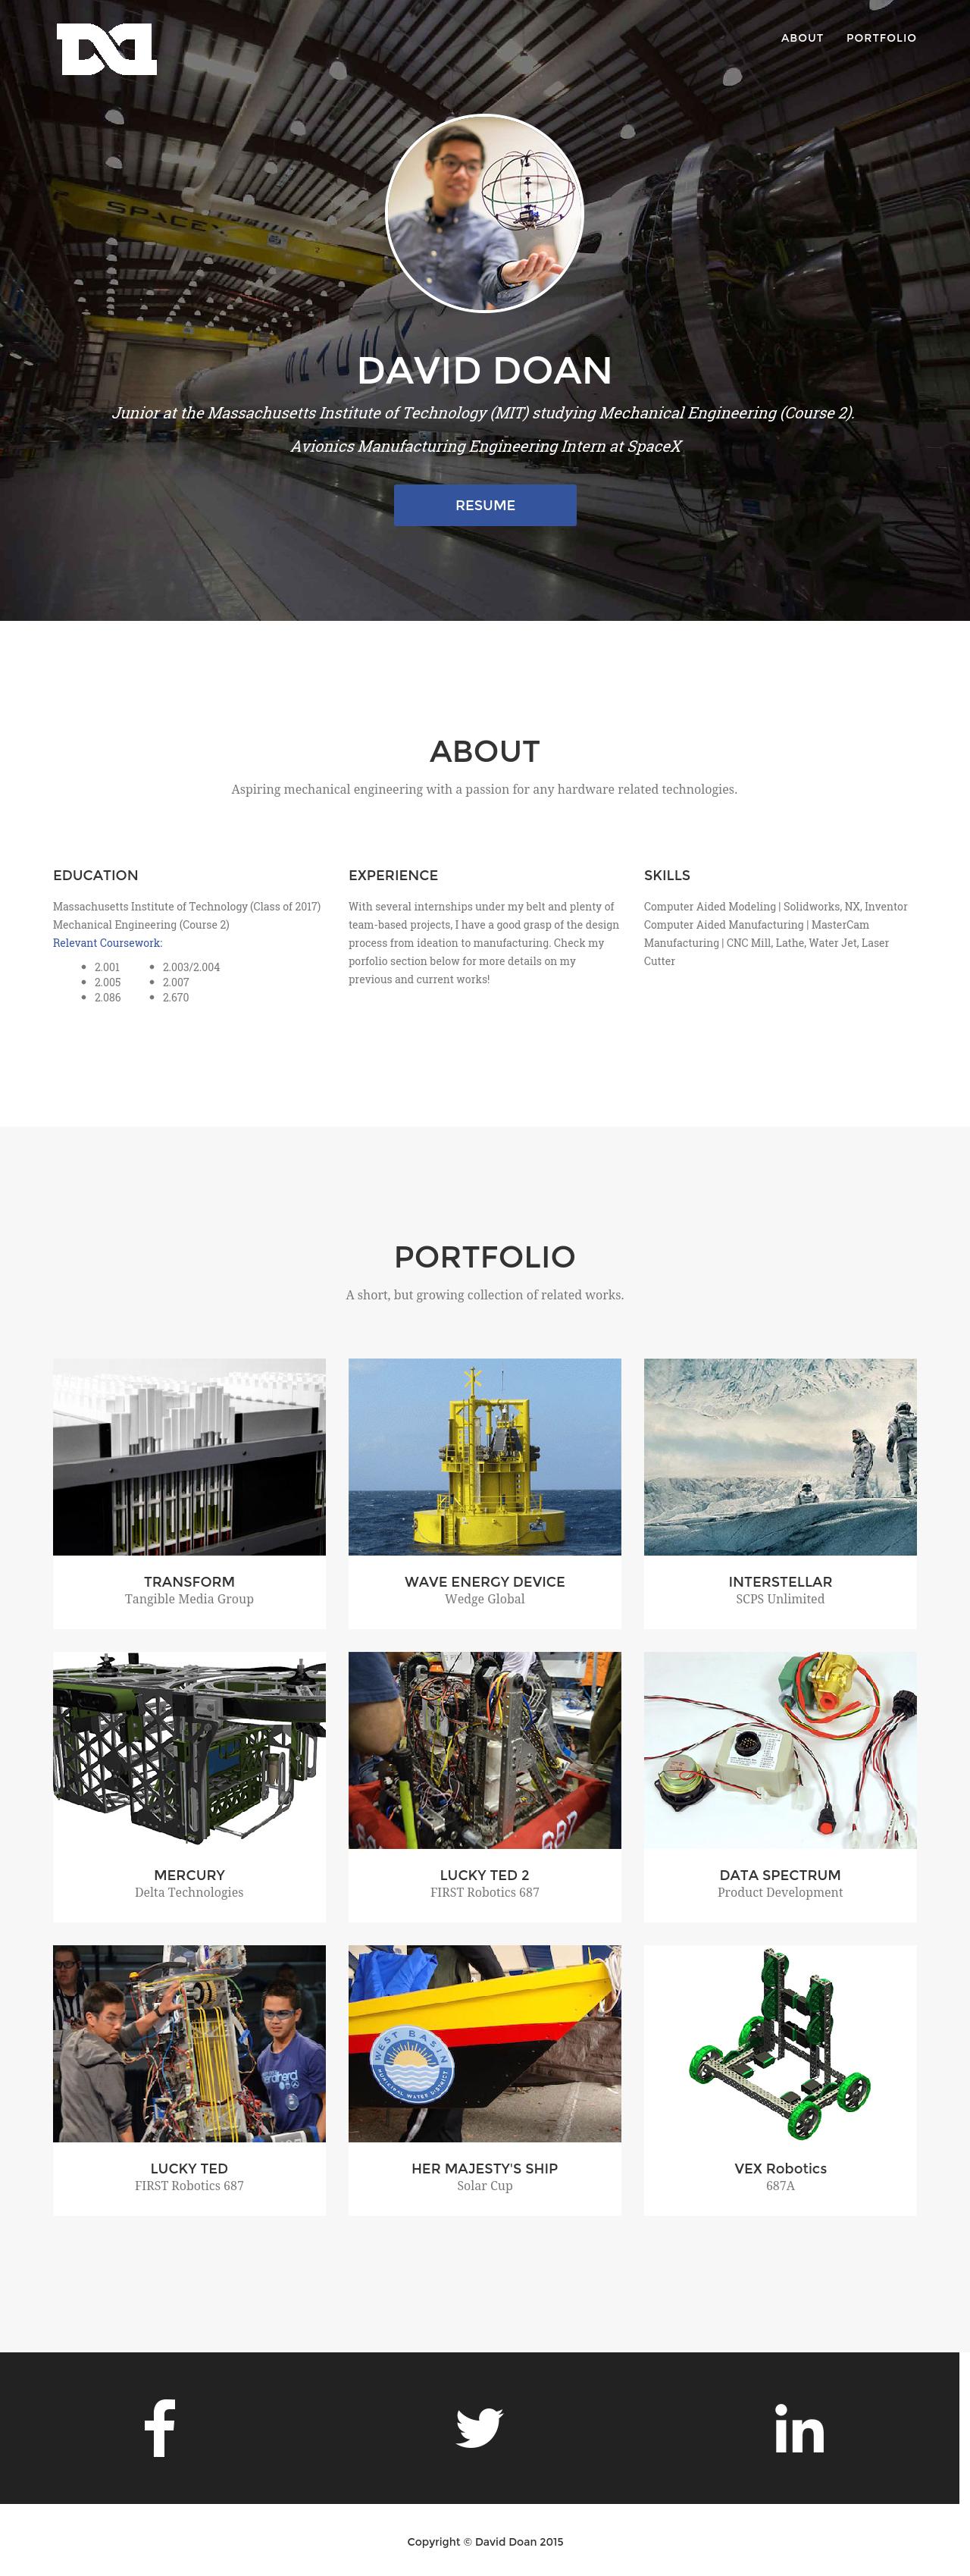 ABOUT PORTFOLIO
SPACEX
DAVID DOAN
Junior at the Massachusetts Institute of Technology (MIT) studying Mechanical Engineering (Course 2).
Avionics Manufacturing Engineering Intern at SpaceX
RESUME
ABOUT
Aspiring mechanical engineering with a passion for any hardware related technologies.
EDUCATION
Massachusetts Institute of Technology (Class of 2017)
Mechanical Engineering (Course 2)
Relevant Coursework:
2.001
2.005
2.086
2.003/2.004
2.007
2.670
EXPERIENCE
With several internships under my belt and plenty of
team-based projects, I have a good grasp of the design
process from ideation to manufacturing. Check my
porfolio section below for more details on my
previous and current works!
SKILLS
Computer Aided Modeling | Solidworks, NX, Inventor
Computer Aided Manufacturing | MasterCam
Manufacturing | CNC Mill, Lathe, Water Jet, Laser
Cutter
PORTFOLIO
A short, but growing collection of related works.
TRANSFORM
Tangible Media Group
WAVE ENERGY DEVICE
Wedge Global
INTERSTELLAR
SCPS Unlimited
MERCURY
Delta Technologies
687
LUCKY TED 2
FIRST Robotics 687
DATA SPECTRUM
Product Development
LUCKY TED
FIRST Robotics 687
WEST BASIN
MUNICIPAL WATER DISTRICT
HER MAJESTY'S SHIP
Solar Cup
VEX Robotics
687A
Copyright © David Doan 2015